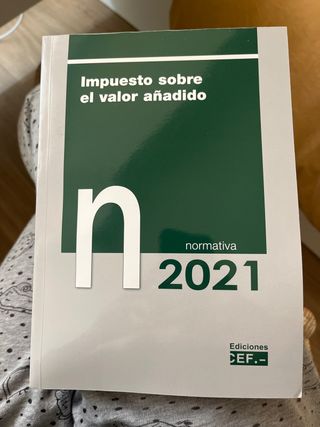 Impuesto sobre
el valor añadido
n
normativa
2021
Ediciones
CEF.-